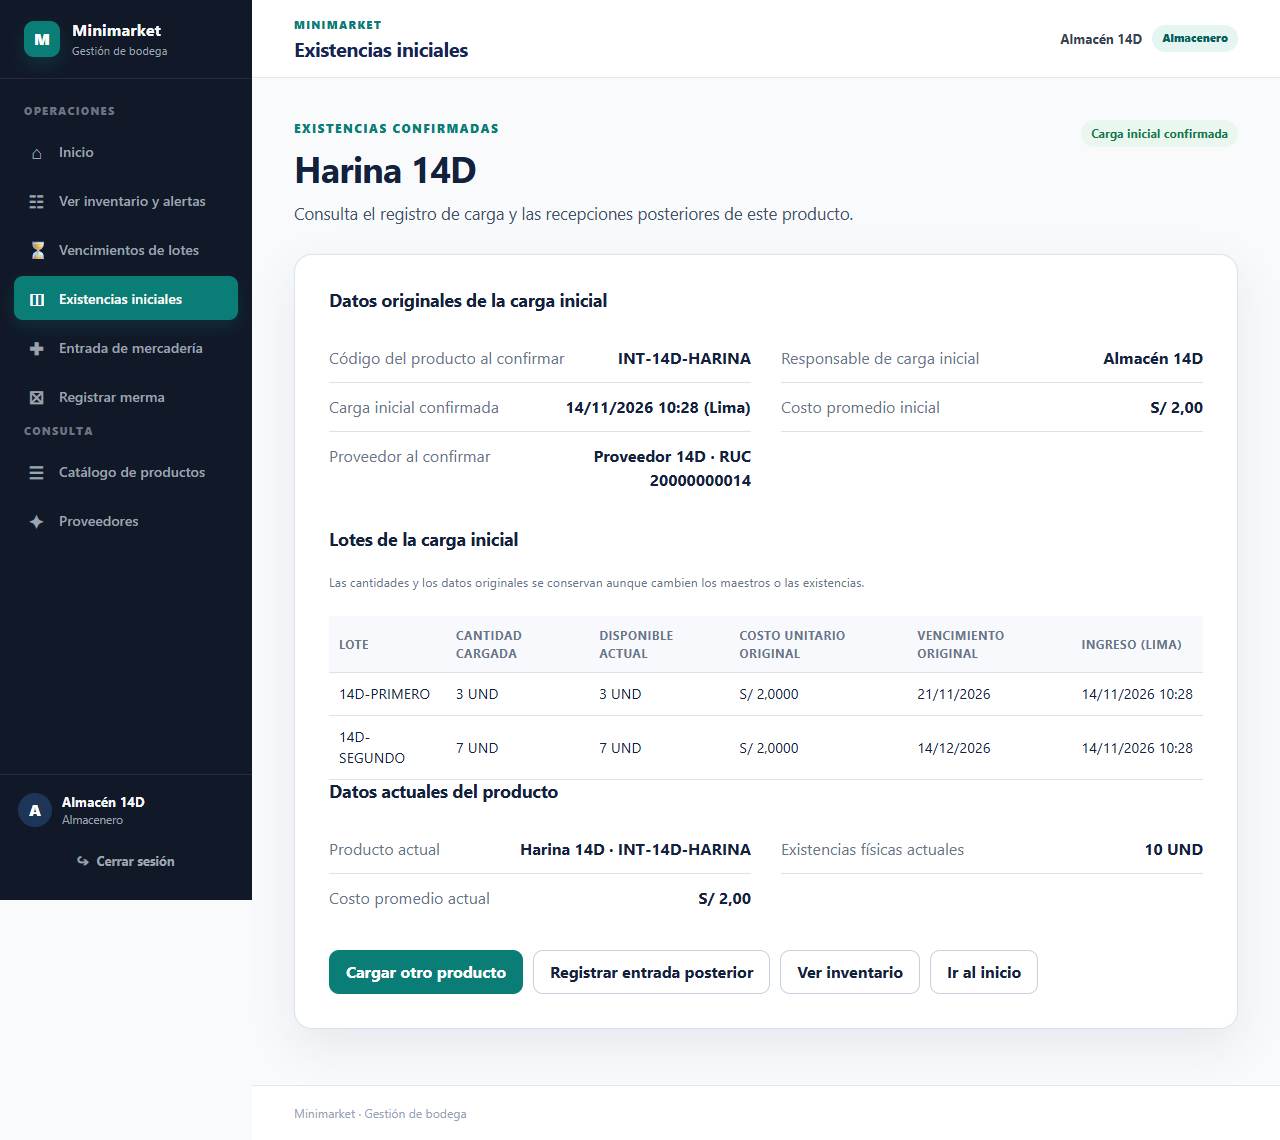 M
Minimarket
Gestión de bodega
OPERACIONES
Inicio
Ver inventario y alertas
Vencimientos de lotes
Existencias iniciales
Entrada de mercadería
Registrar merma
CONSULTA
Catálogo de productos
Proveedores
A
Almacén 14D
Almacenero
Cerrar sesión
MINIMARKET
Existencias iniciales
Almacén 14D
Almacenero
EXISTENCIAS CONFIRMADAS
Carga inicial confirmada
Harina 14D
Consulta el registro de carga y las recepciones posteriores de este producto.
Datos originales de la carga inicial
Código del producto al confirmar INT-14D-HARINA
Responsable de carga inicial Almacén 14D
Carga inicial confirmada 14/11/2026 10:28 (Lima)
Costo promedio inicial S/ 2,00
Proveedor al confirmar Proveedor 14D · RUC
20000000014
Lotes de la carga inicial
Las cantidades y los datos originales se conservan aunque cambien los maestros o las existencias.
LOTE CANTIDAD CARGADA DISPONIBLE ACTUAL COSTO UNITARIO ORIGINAL VENCIMIENTO ORIGINAL INGRESO (LIMA)
14D-PRIMERO 3 UND 3 UND S/ 2,0000 21/11/2026 14/11/2026 10:28
14D-
SEGUNDO 7 UND 7 UND S/ 2,0000 14/12/2026 14/11/2026 10:28
Datos actuales del producto
Producto actual Harina 14D · INT-14D-HARINA
Existencias físicas actuales 10 UND
Costo promedio actual S/ 2,00
Cargar otro producto
Registrar entrada posterior
Ver inventario
Ir al inicio
Minimarket · Gestión de bodega